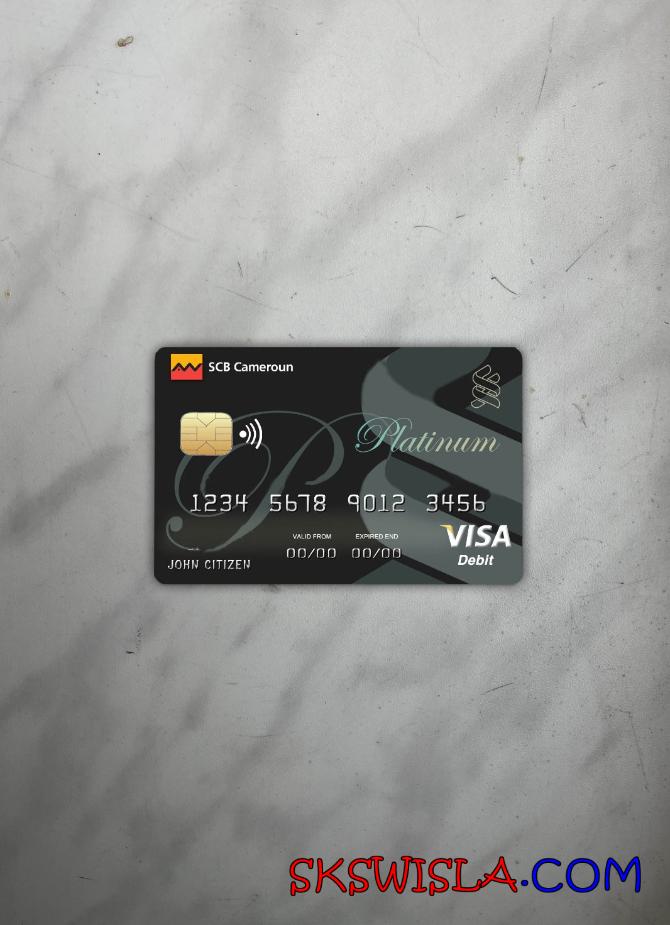 SCB Cameroun
Platinum
1234 5678 9012 3456
VALID FROM EXPIRED END
00/00 00/00
JOHN CITIZEN
VISA
Debit
SKSWISLA.COM